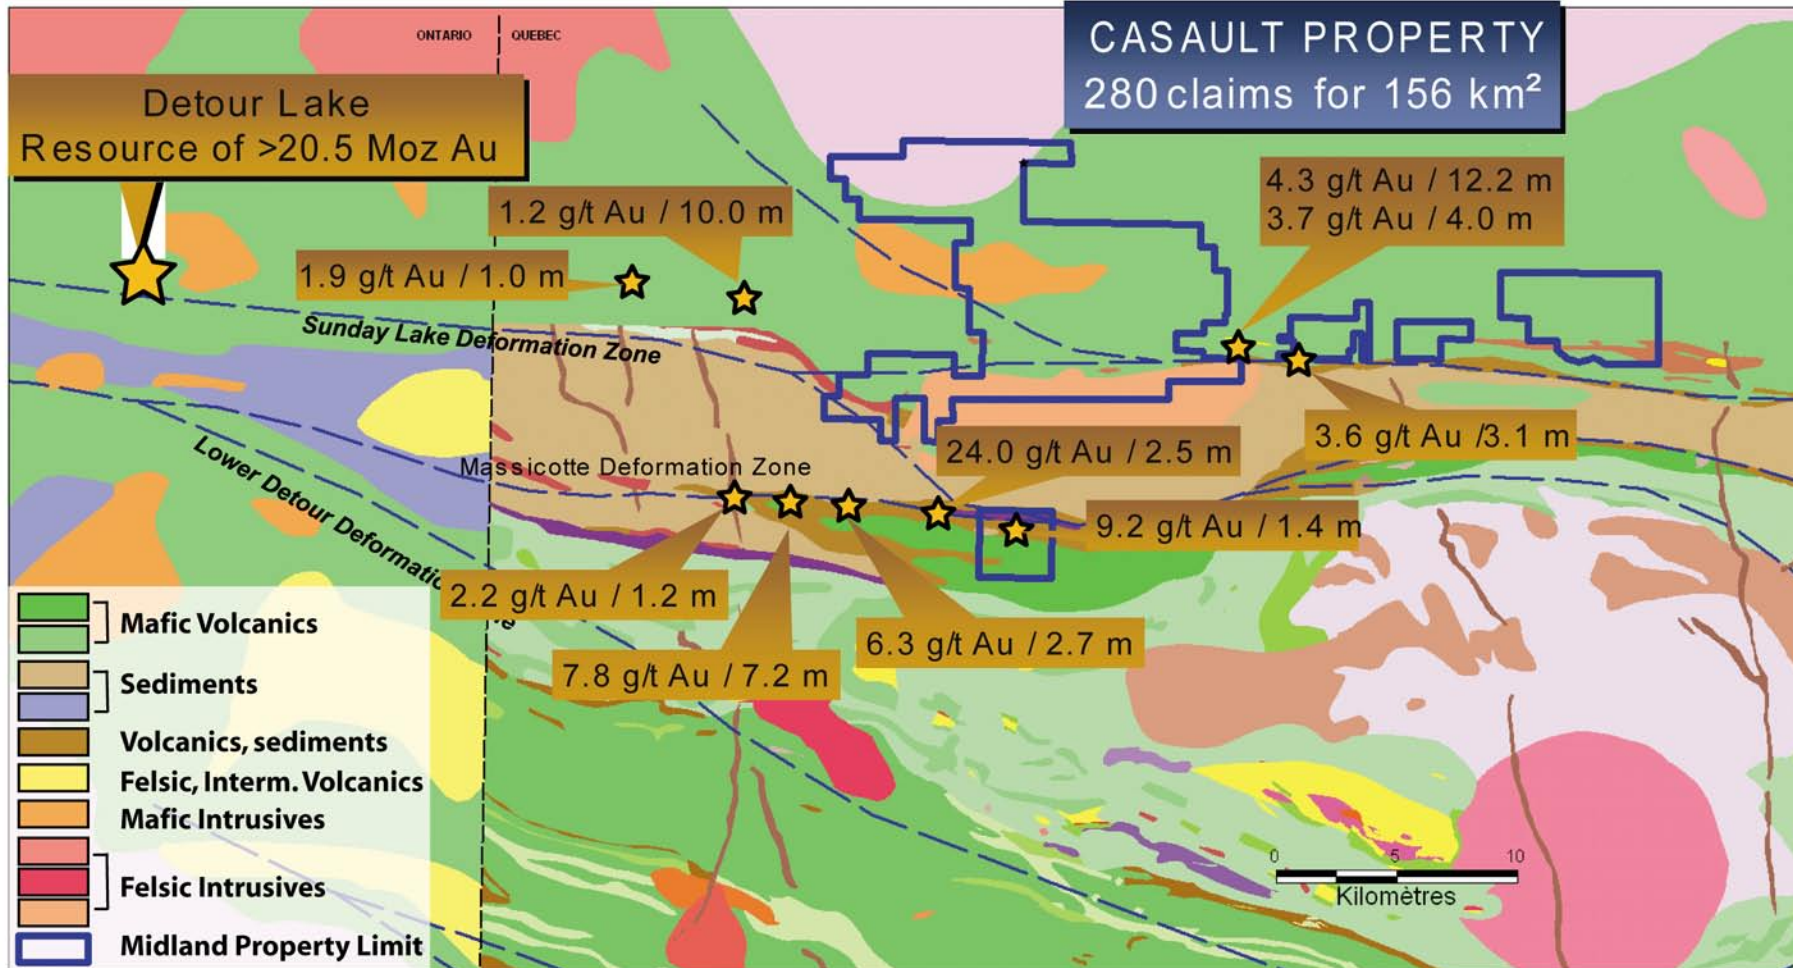 ONTARIO QUEBEC
CASAULT PROPERTY
280 claims for 156 km²
Detour Lake
Resource of >20.5 Moz Au
4.3 g/t Au / 12.2 m
3.7 g/t Au / 4.0 m
1.2 g/t Au / 10.0 m
1.9 g/t Au / 1.0 m
Sunday Lake Deformation Zone
3.6 g/t Au /3.1 m
24.0 g/t Au / 2.5 m
Massicotte Deformation Zone
Lower Detour Deformation
9.2 g/t Au / 1.4 m
2.2 g/t Au / 1.2 m
6.3 g/t Au / 2.7 m
7.8 g/t Au / 7.2 m
Mafic Volcanics
Sediments
Volcanics, sediments
Felsic, Interm. Volcanics
Mafic Intrusives
Felsic Intrusives
Midland Property Limit
0 5 10
Kilomètres